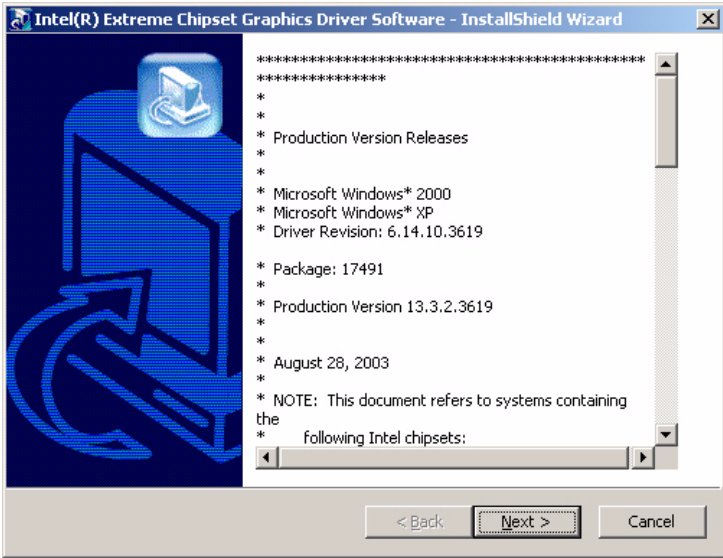 Intel(R) Extreme Chipset Graphics Driver Software - InstallShield Wizard
*********************************************
***************
*
*
*  Production Version Releases
*
*
*  Microsoft Windows* 2000
*  Microsoft Windows* XP
*  Driver Revision: 6.14.10.3619
*  Package: 17491
*
*  Production Version 13.3.2.3619
*
*
*  August 28, 2003
*
*  NOTE:  This document refers to systems containing
the
*       following Intel chipsets:
< Back
Next >
Cancel